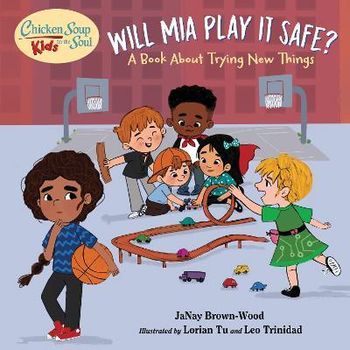 Chicken Soup
for the
Soul
Kids
WILL MIA PLAY IT SAFE?
A Book About Trying New Things
JaNay Brown-Wood
Illustrated by Lorian Tu and Leo Trinidad